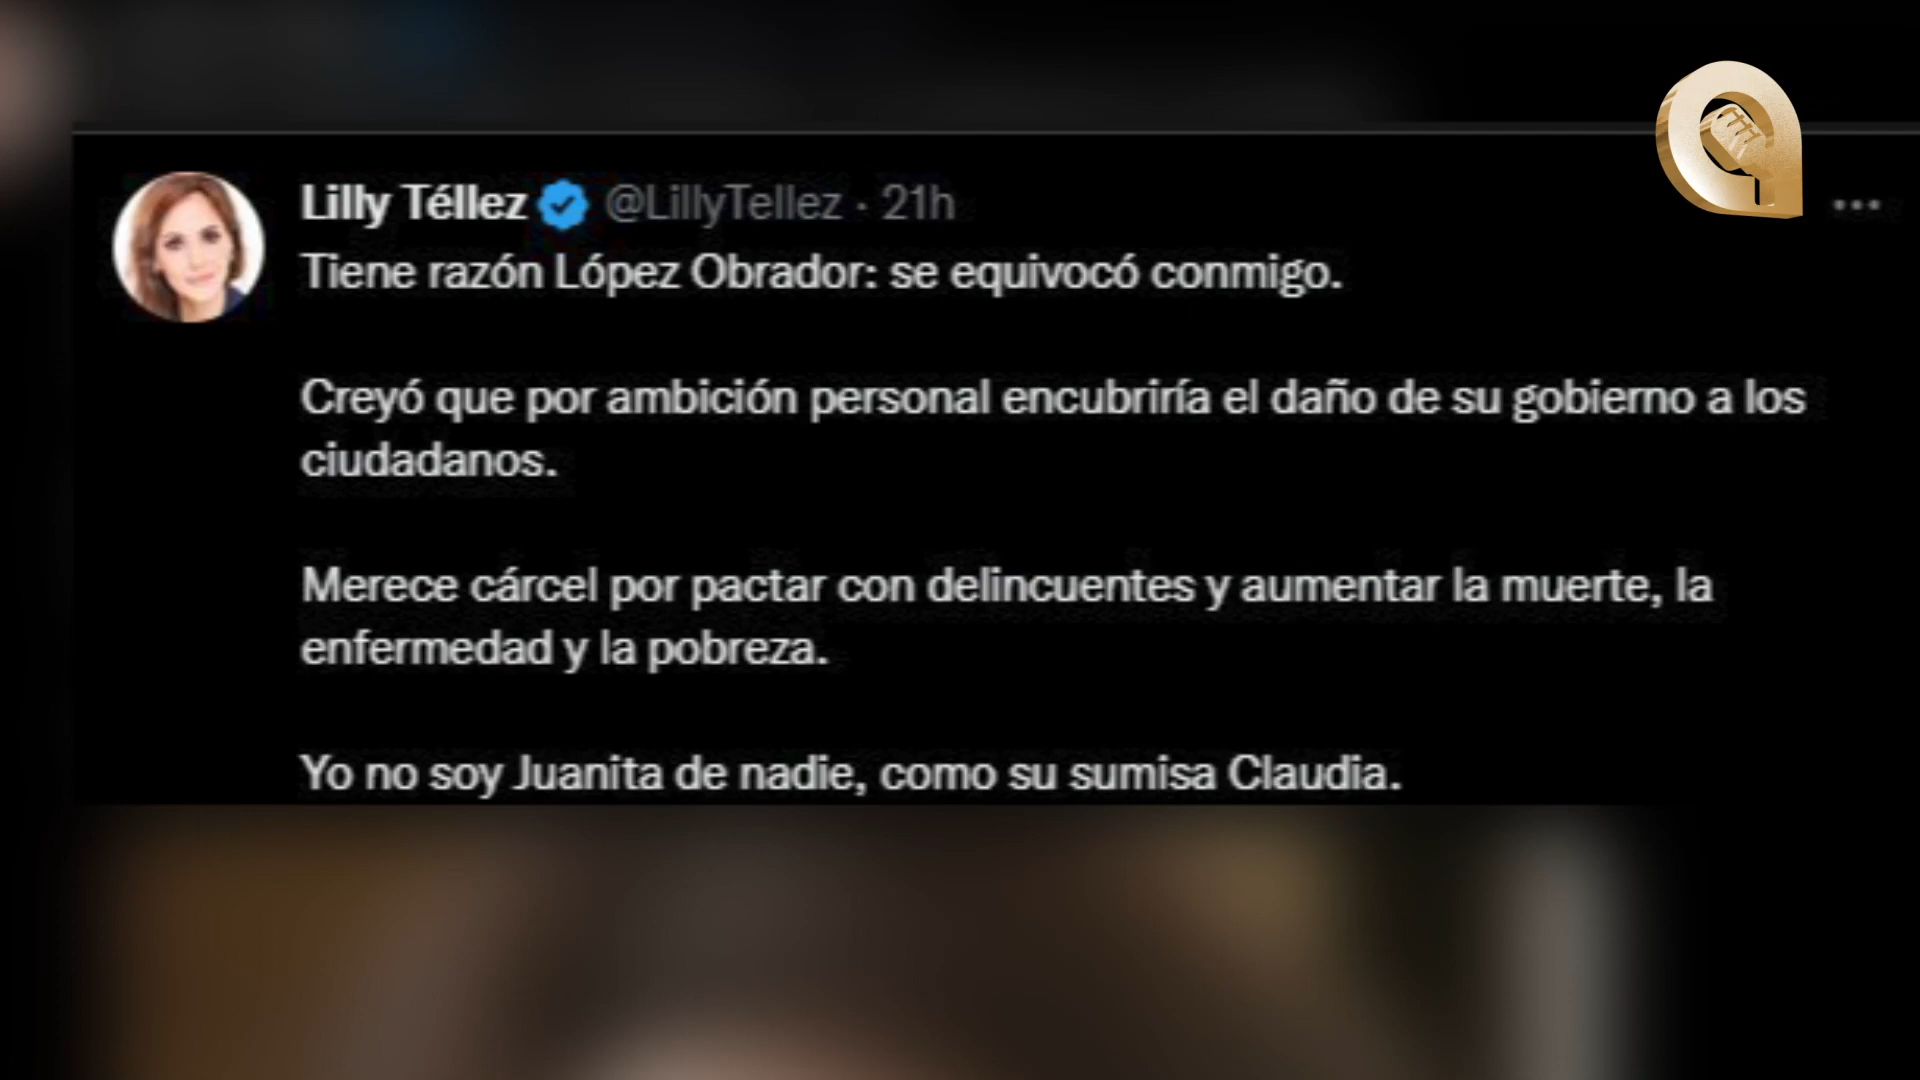 Lilly Téllez @LillyTellez · 21h
Tiene razón López Obrador: se equivocó conmigo.
Creyó que por ambición personal encubriría el daño de su gobierno a los
ciudadanos.
Merece cárcel por pactar con delincuentes y aumentar la muerte, la
enfermedad y la pobreza.
Yo no soy Juanita de nadie, como su sumisa Claudia.